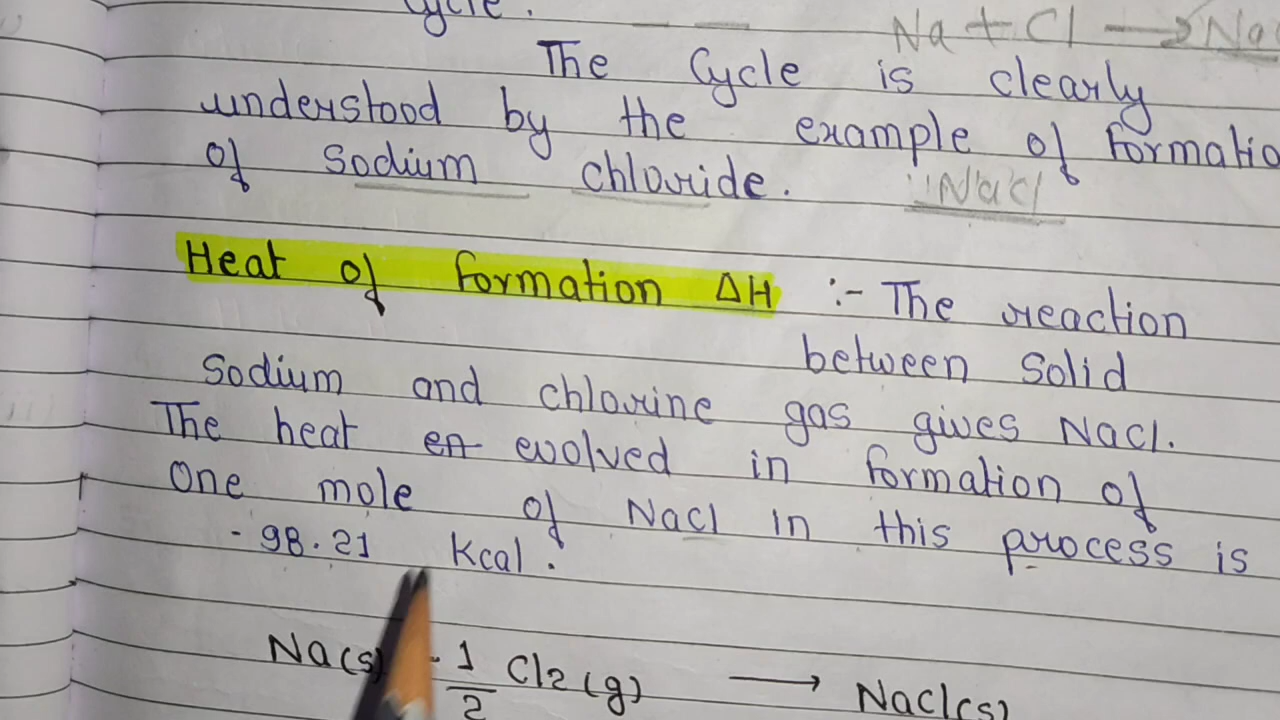 Cycle.
Na + Cl → Na
The Cycle is clearly
understood by the example of formatio
of Sodium chloride. NaCl
Heat of formation ΔH :- The reaction
between Solid
Sodium and chlorine gas gives NaCl.
The heat evolved in formation of
One mole of NaCl in this process is
- 98.21 Kcal.
Na(s) 1/2 Cl2(g) → NaCl(s)